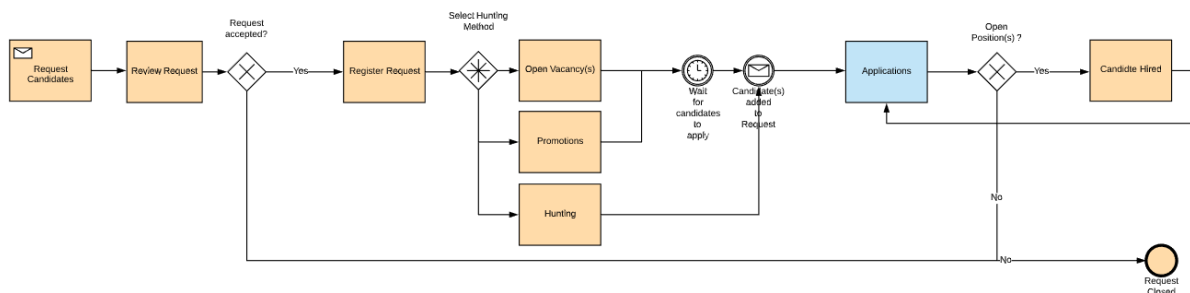 Request
accepted?
Select Hunting
Method
Open
Position(s) ?
Request
Candidates
Review Request
Yes
Register Request
Open Vacancy(s)
Wait
for
candidates
to
apply
Candidate(s)
added
to
Request
Applications
Yes
Candidte Hired
Promotions
Hunting
No
No
Request
Closed